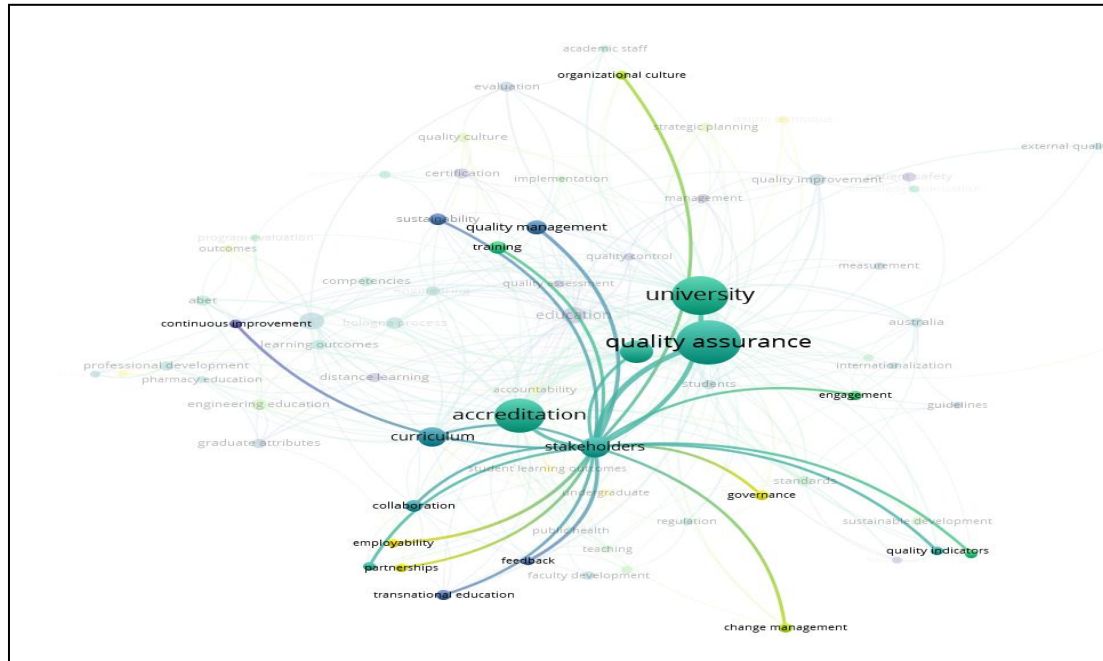 academic staff
organizational culture
evaluation
strategic planning
quality culture
external quali
certification
implementation
quality improvement
management
sustainability
quality management
program evaluation
training
outcomes
quality control
measurement
competencies
quality assessment
university
abet
continuous improvement
bologna process
education
australia
quality assurance
learning outcomes
professional development
internationalization
distance learning
students
pharmacy education
accountability
engagement
engineering education
guidelines
accreditation
curriculum
graduate attributes
stakeholders
student learning outcomes
standards
undergraduate
governance
collaboration
regulation
sustainable development
public health
employability
teaching
quality indicators
feedback
partnerships
faculty development
transnational education
change management